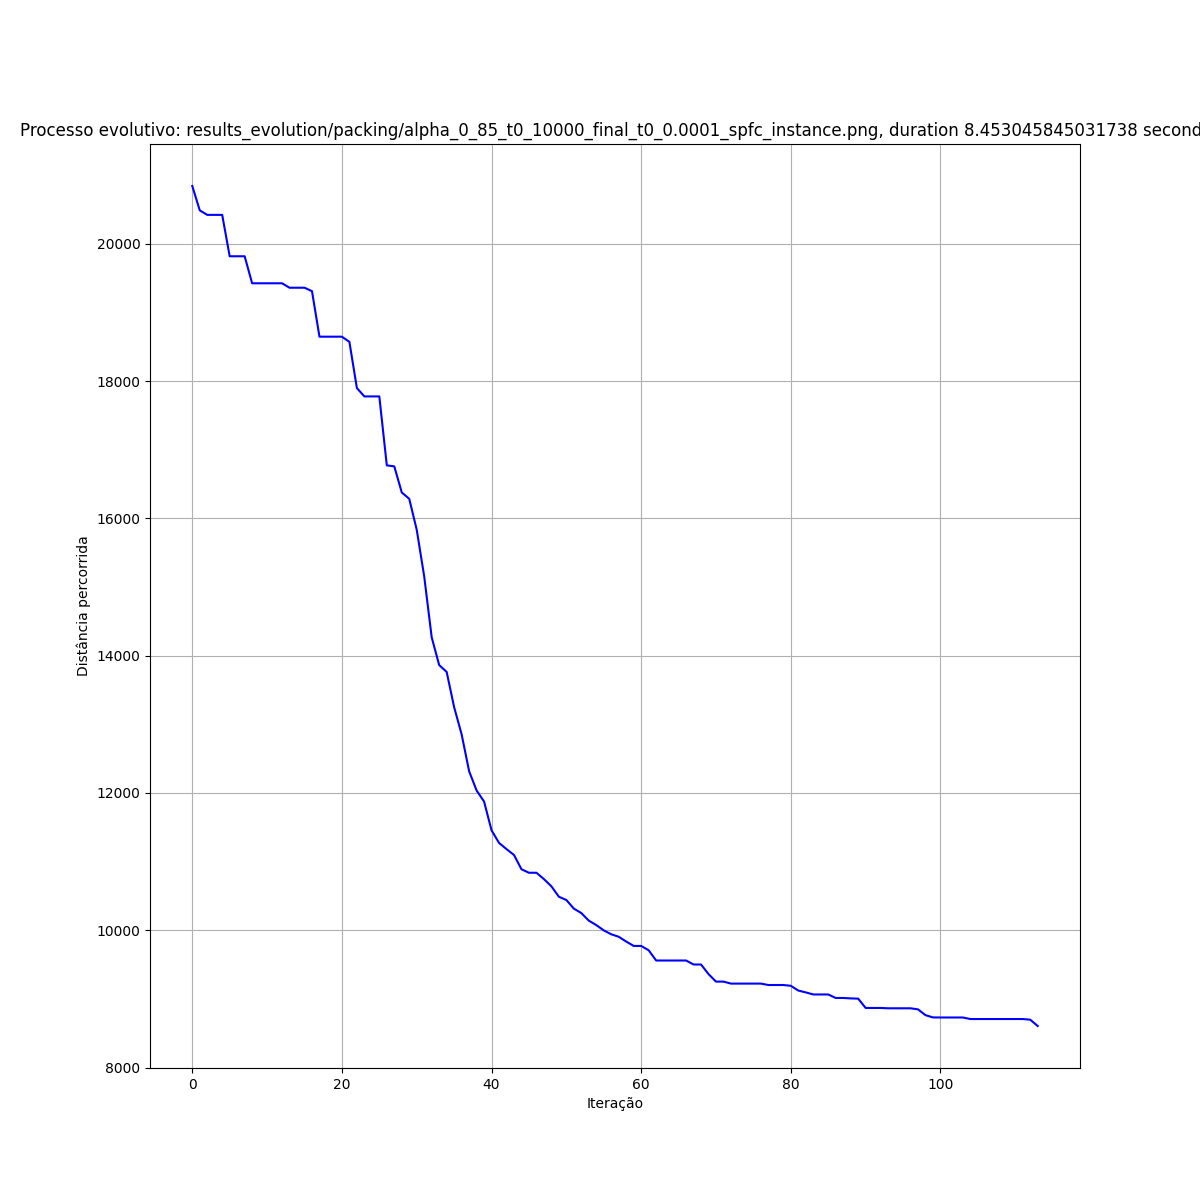 Processo evolutivo: results_evolution/packing/alpha_0_85_t0_10000_final_t0_0.0001_spfc_instance.png, duration 8.453045845031738 second
20000
18000
16000
14000
12000
10000
8000
Distância percorrida
0 20 40 60 80 100
Iteração